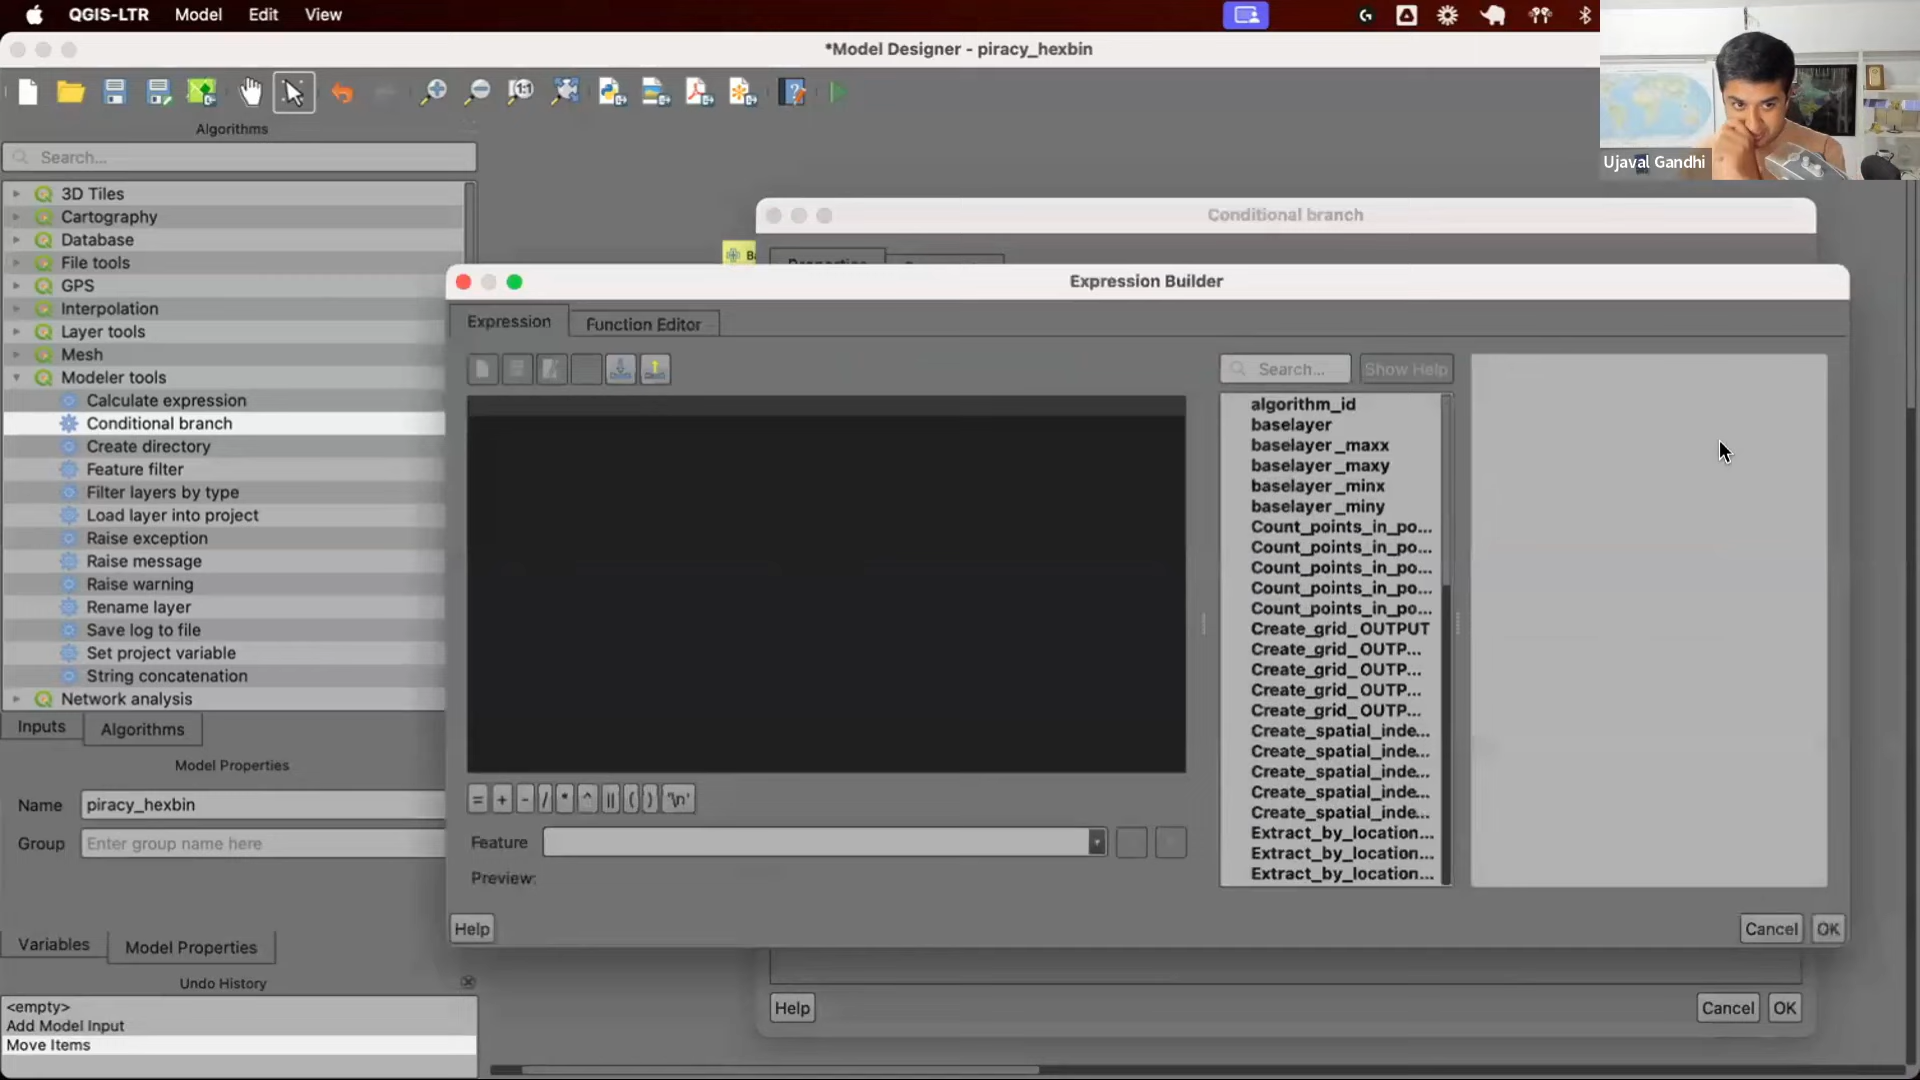 QGIS-LTR Model Edit View
*Model Designer - piracy_hexbin
Ujaval Gandhi
Algorithms
Search...
3D Tiles
Cartography
Database
File tools
GPS
Interpolation
Layer tools
Mesh
Modeler tools
Calculate expression
Conditional branch
Create directory
Feature filter
Filter layers by type
Load layer into project
Raise exception
Raise message
Raise warning
Rename layer
Save log to file
Set project variable
String concatenation
Network analysis
Inputs Algorithms
Model Properties
Name piracy_hexbin
Group Enter group name here
Variables Model Properties
Undo History
<empty>
Add Model Input
Move Items
Conditional branch
Properties
Expression Builder
Expression Function Editor
Search... Show Help
algorithm_id
baselayer
baselayer_maxx
baselayer_maxy
baselayer_minx
baselayer_miny
Count_points_in_po...
Count_points_in_po...
Count_points_in_po...
Count_points_in_po...
Count_points_in_po...
Create_grid_OUTPUT
Create_grid_OUTP...
Create_grid_OUTP...
Create_grid_OUTP...
Create_grid_OUTP...
Create_spatial_inde...
Create_spatial_inde...
Create_spatial_inde...
Create_spatial_inde...
Create_spatial_inde...
Extract_by_location...
Extract_by_location...
Extract_by_location...
= + - / * ^ || ( ) '\n'
Feature
Preview:
Help Cancel OK
Help Cancel OK